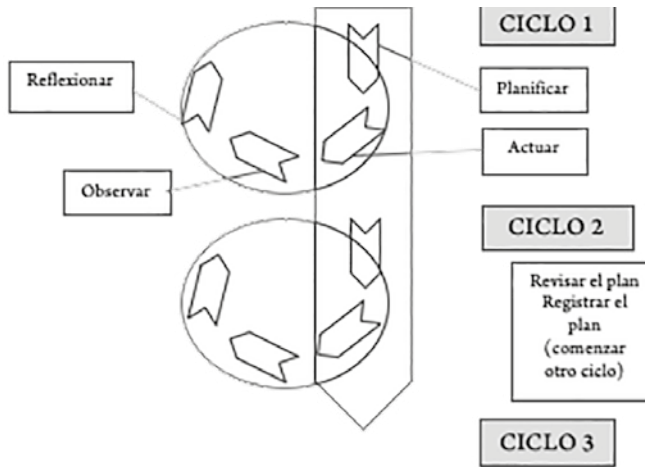 CICLO 1
Reflexionar
Planificar
Actuar
Observar
CICLO 2
Revisar el plan
Registrar el
plan
(comenzar
otro ciclo)
CICLO 3